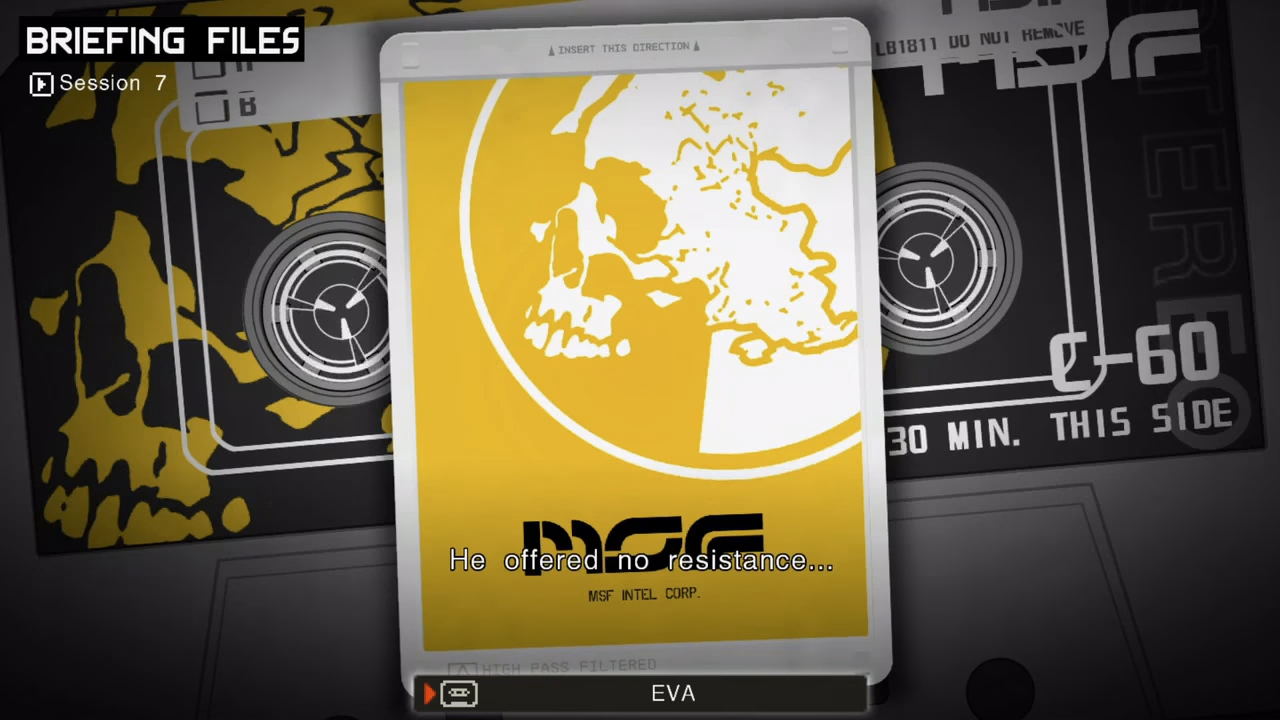 BRIEFING FILES
Session 7
B
INSERT THIS DIRECTION
LB1811 DO NOT REMOVE
MSF
C-60
30 MIN. THIS SIDE
MSF
He offered no resistance...
MSF INTEL CORP.
A HIGH PASS FILTERED
EVA